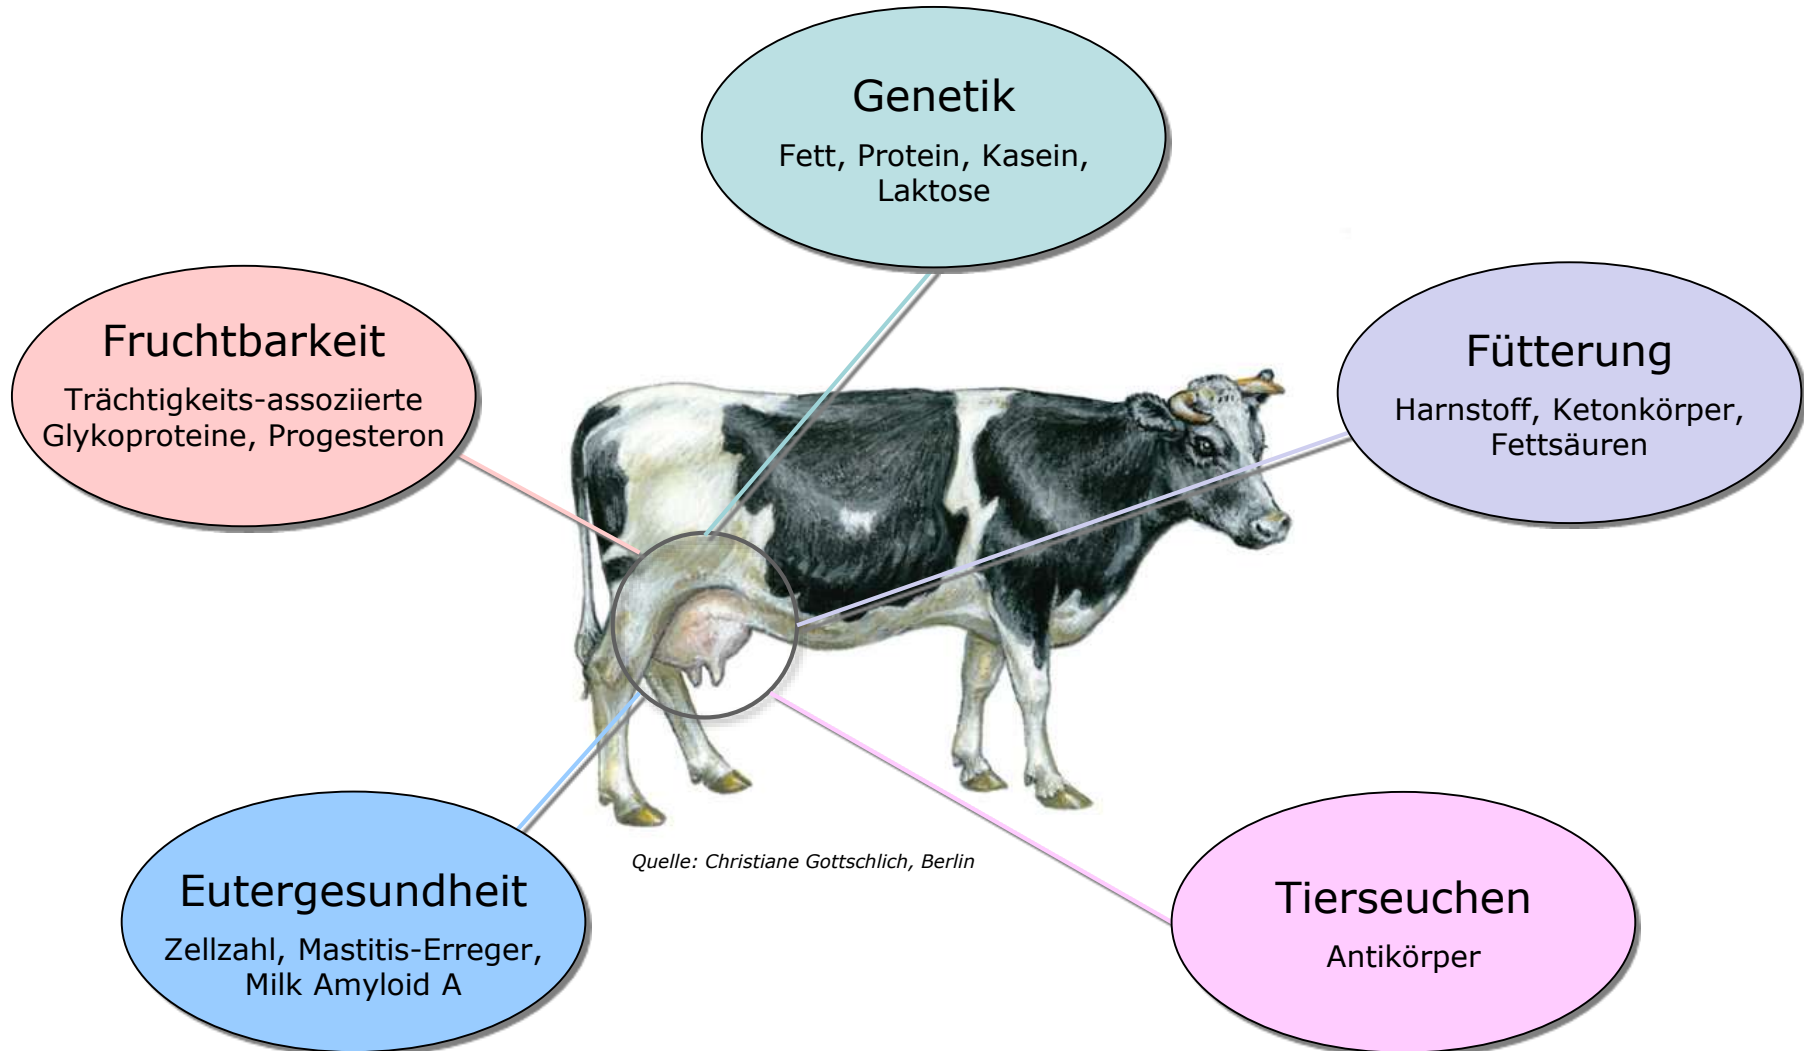 Genetik
Fett, Protein, Kasein,
Laktose
Fruchtbarkeit
Trächtigkeits-assoziierte
Glykoproteine, Progesteron
Fütterung
Harnstoff, Ketonkörper,
Fettsäuren
Quelle: Christiane Gottschlich, Berlin
Eutergesundheit
Zellzahl, Mastitis-Erreger,
Milk Amyloid A
Tierseuchen
Antikörper